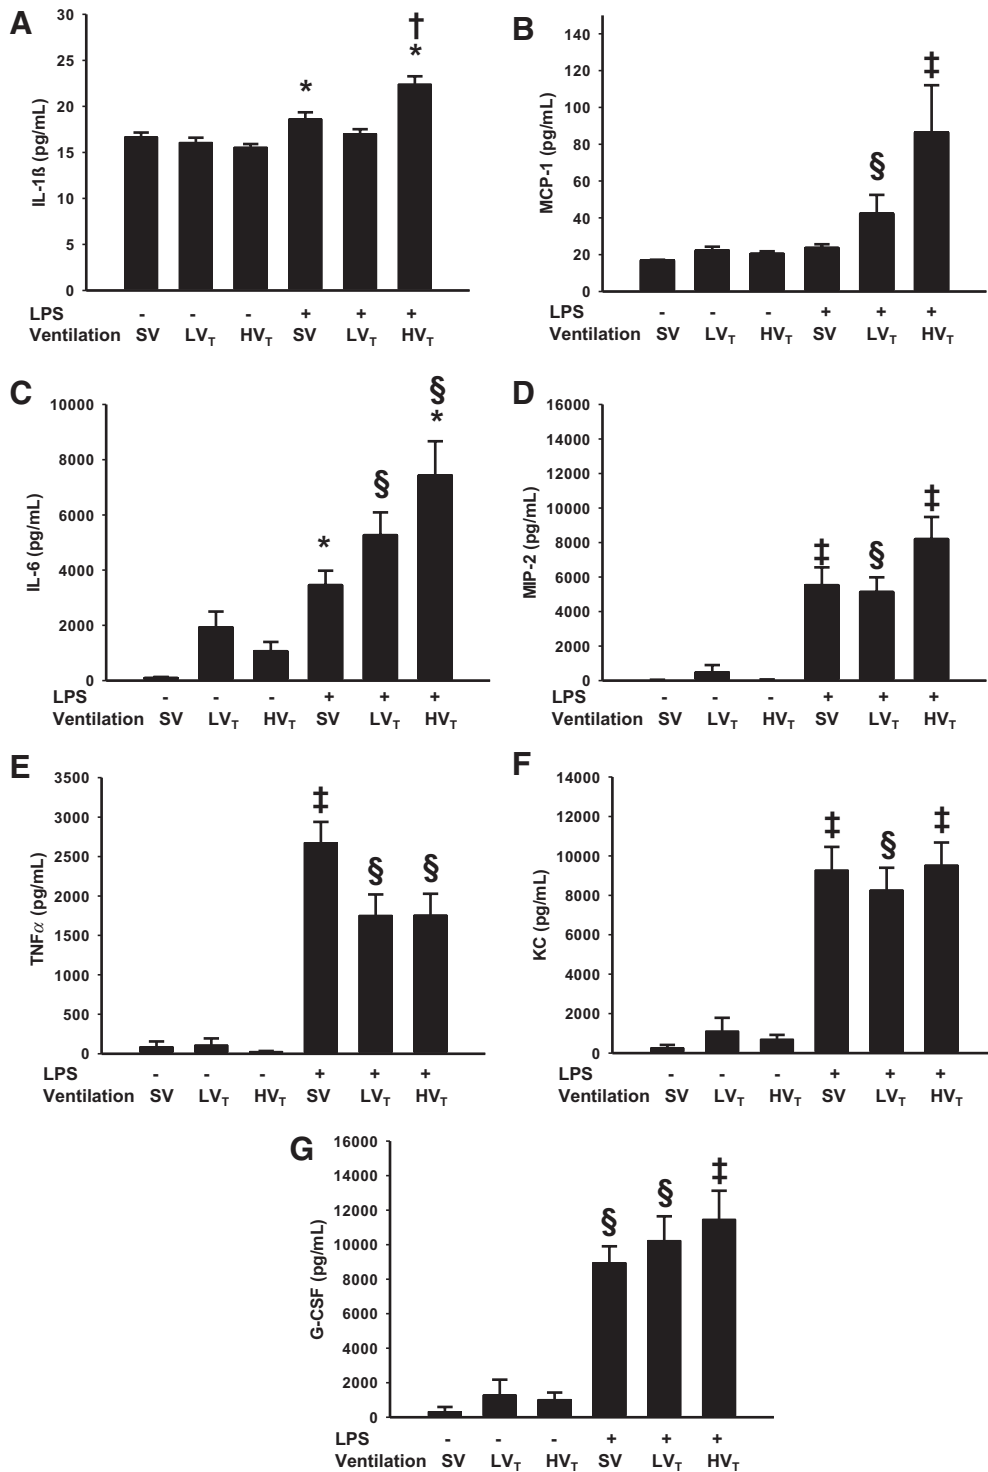 A
IL-1ß (pg/mL)
30
25
20
15
10
5
0
* † *
LPS - - - + + +
Ventilation SV LVT HVT SV LVT HVT
B
MCP-1 (pg/mL)
140
120
100
80
60
40
20
0
§ ‡
LPS - - - + + +
Ventilation SV LVT HVT SV LVT HVT
C
IL-6 (pg/mL)
10000
8000
6000
4000
2000
0
* § § *
LPS - - - + + +
Ventilation SV LVT HVT SV LVT HVT
D
MIP-2 (pg/mL)
16000
14000
12000
10000
8000
6000
4000
2000
0
‡ § ‡
LPS - - - + + +
Ventilation SV LVT HVT SV LVT HVT
E
TNFα (pg/mL)
3500
3000
2500
2000
1500
1000
500
0
‡ § §
LPS - - - + + +
Ventilation SV LVT HVT SV LVT HVT
F
KC (pg/mL)
14000
12000
10000
8000
6000
4000
2000
0
‡ § ‡
LPS - - - + + +
Ventilation SV LVT HVT SV LVT HVT
G
G-CSF (pg/mL)
16000
14000
12000
10000
8000
6000
4000
2000
0
§ § ‡
LPS - - - + + +
Ventilation SV LVT HVT SV LVT HVT